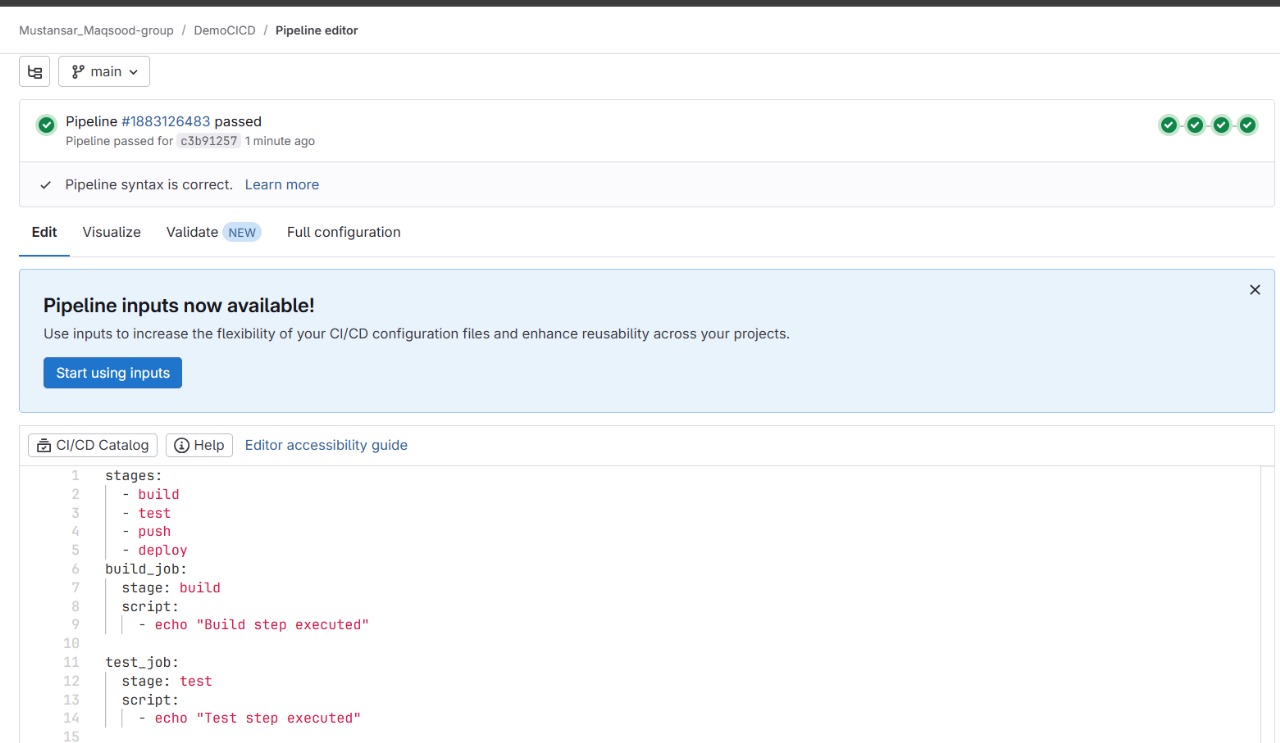 Mustansar_Maqsood-group / DemoCICD / Pipeline editor
main
Pipeline #1883126483 passed
Pipeline passed for c3b91257 1 minute ago
Pipeline syntax is correct. Learn more
Edit Visualize Validate NEW Full configuration
Pipeline inputs now available!
Use inputs to increase the flexibility of your CI/CD configuration files and enhance reusability across your projects.
Start using inputs
CI/CD Catalog Help Editor accessibility guide
1 stages:
2   - build
3   - test
4   - push
5   - deploy
6 build_job:
7   stage: build
8   script:
9     - echo "Build step executed"
10
11 test_job:
12   stage: test
13   script:
14     - echo "Test step executed"
15